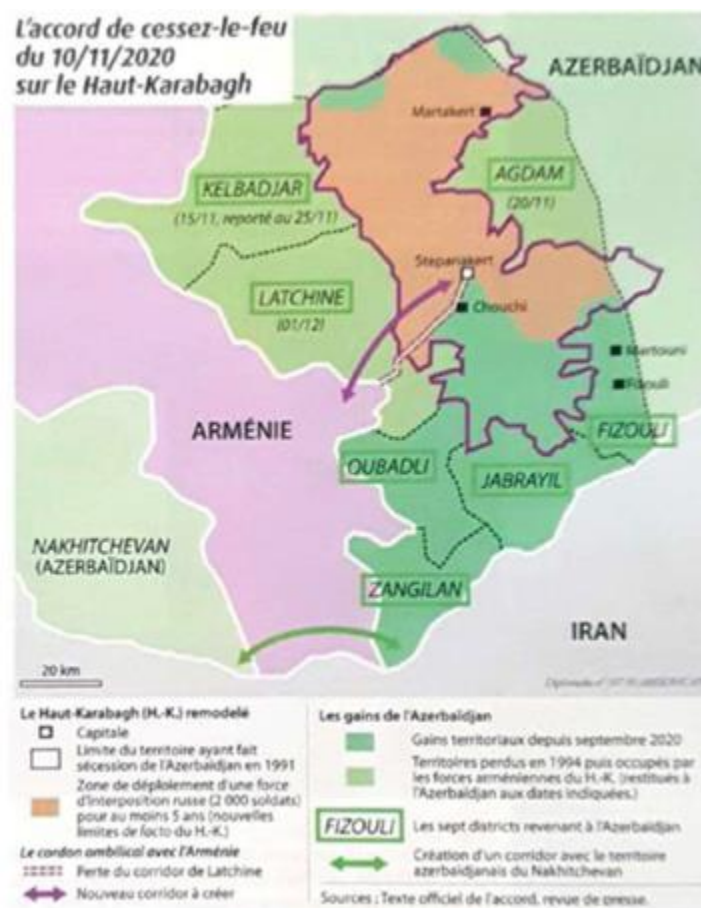 L'accord de cessez-le-feu
du 10/11/2020
sur le Haut-Karabagh
AZERBAÏDJAN
Martakert
KELBADJAR
(15/11, reporté au 25/11)
AGDAM
(20/11)
Stepanakert
LATCHINE
(01/12)
Chouchi
Martouni
Fizouli
ARMÉNIE
FIZOULI
OUBADLI
JABRAYIL
NAKHITCHEVAN
(AZERBAÏDJAN)
ZANGILAN
IRAN
20 km
Le Haut-Karabagh (H.-K.) remodelé
Capitale
Limite du territoire ayant fait
sécession de l'Azerbaïdjan en 1991
Zone de déploiement d'une force
d'interposition russe (2 000 soldats)
pour au moins 5 ans (nouvelles
limites de facto du H.-K.)
Le cordon ombilical avec l'Arménie
Perte du corridor de Latchine
Nouveau corridor à créer
Les gains de l'Azerbaïdjan
Gains territoriaux depuis septembre 2020
Territoires perdus en 1994 puis occupés par
les forces arméniennes du H.-K. (restitués à
l'Azerbaïdjan aux dates indiquées.)
FIZOULI
Les sept districts revenant à l'Azerbaïdjan
Création d'un corridor avec le territoire
azerbaïdjanais du Nakhitchevan
Sources : Texte officiel de l'accord, revue de presse.